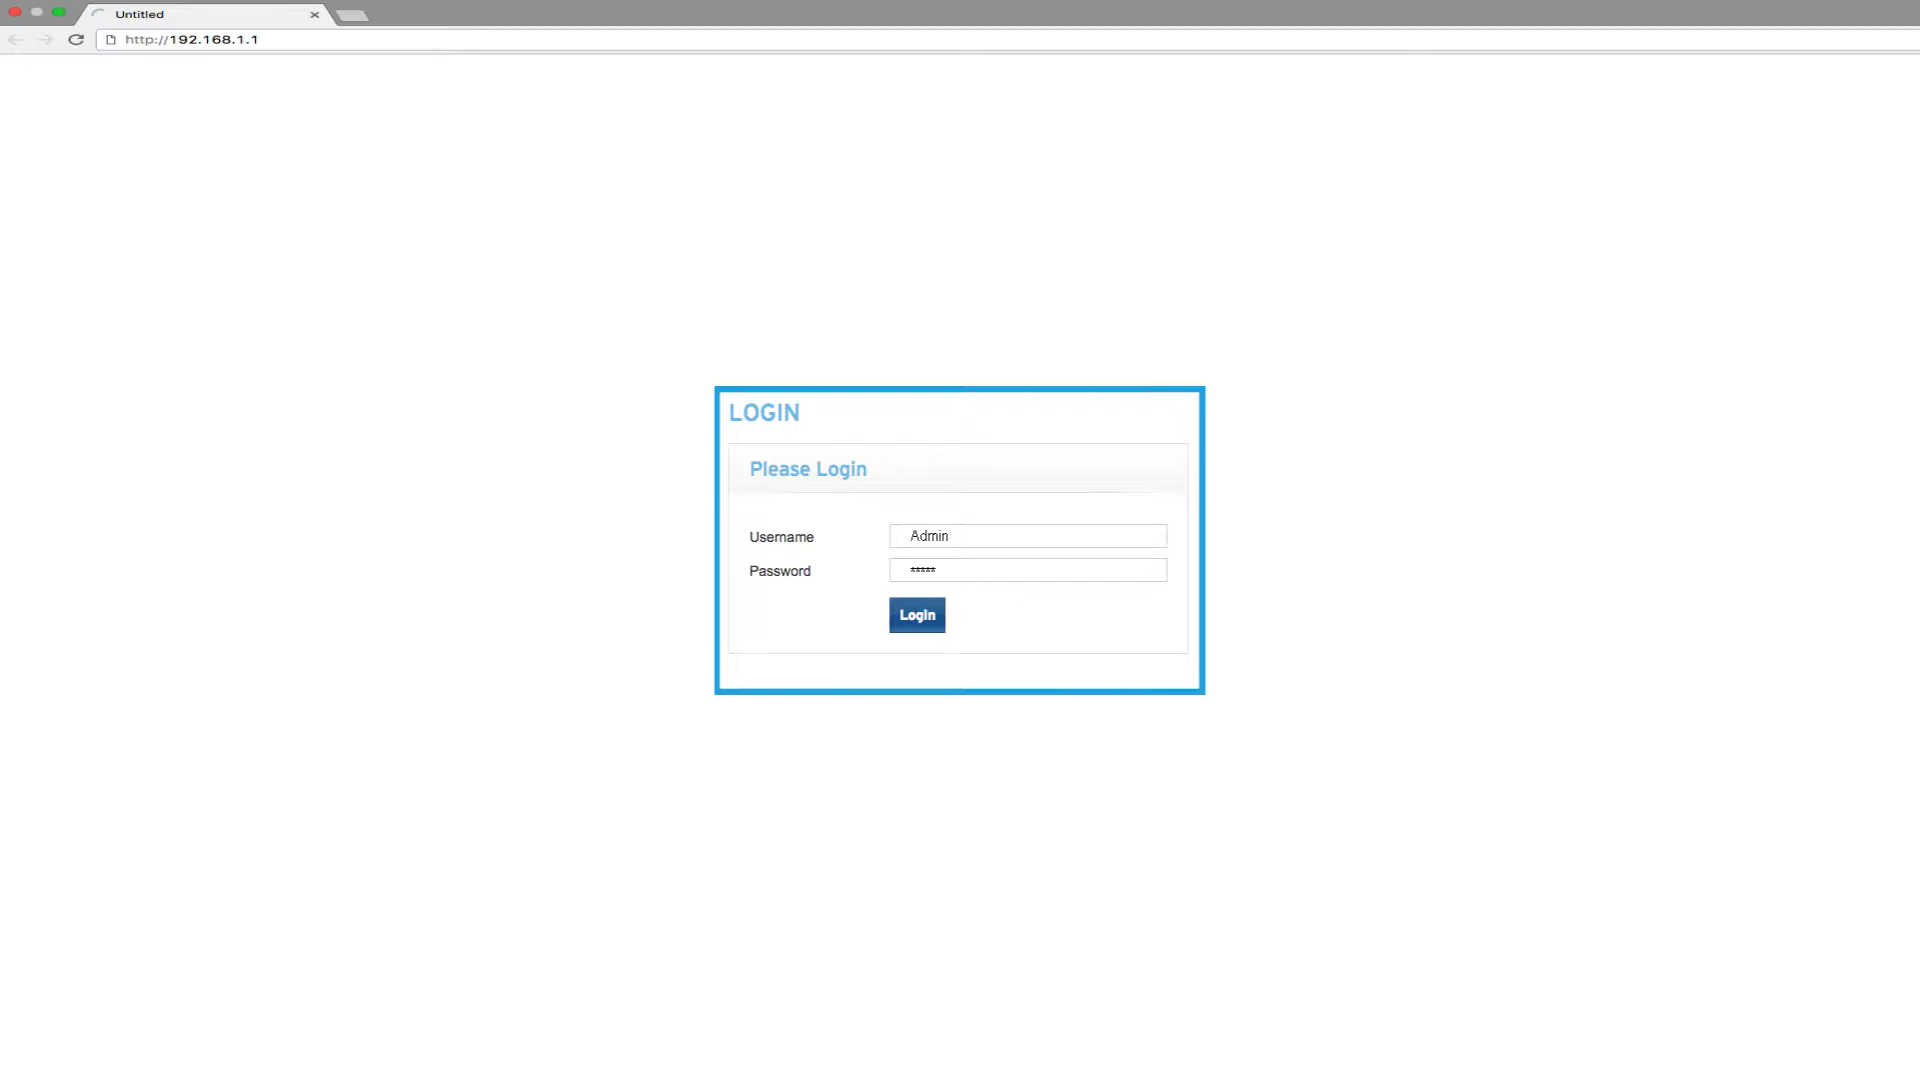 Untitled
http://192.168.1.1
LOGIN
Please Login
Username Admin
Password *****
Login